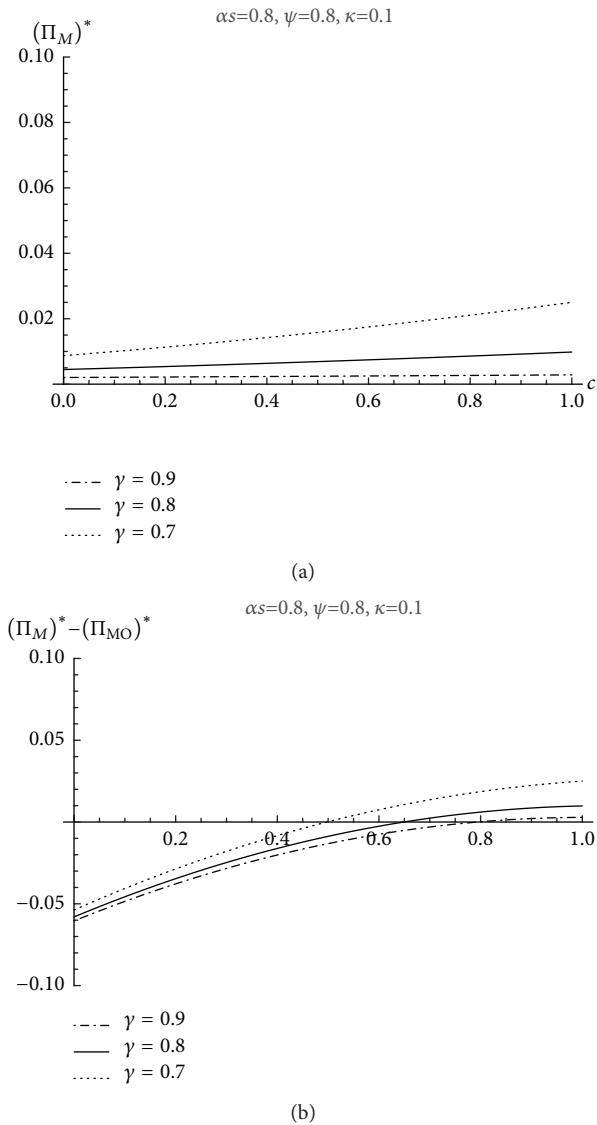 αs=0.8, ψ=0.8, κ=0.1
(Π_M)*
0.10
0.08
0.06
0.04
0.02
0.0 0.2 0.4 0.6 0.8 1.0 c
γ = 0.9
γ = 0.8
γ = 0.7
(a)
αs=0.8, ψ=0.8, κ=0.1
(Π_M)*−(Π_MO)*
0.10
0.05
0.2 0.4 0.6 0.8 1.0
−0.05
−0.10
γ = 0.9
γ = 0.8
γ = 0.7
(b)